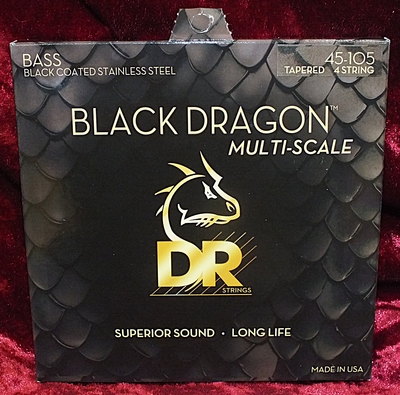 BASS
BLACK COATED STAINLESS STEEL
45-105
TAPERED 4 STRING
BLACK DRAGON™
MULTI-SCALE
DR
STRINGS
SUPERIOR SOUND • LONG LIFE
MADE IN USA